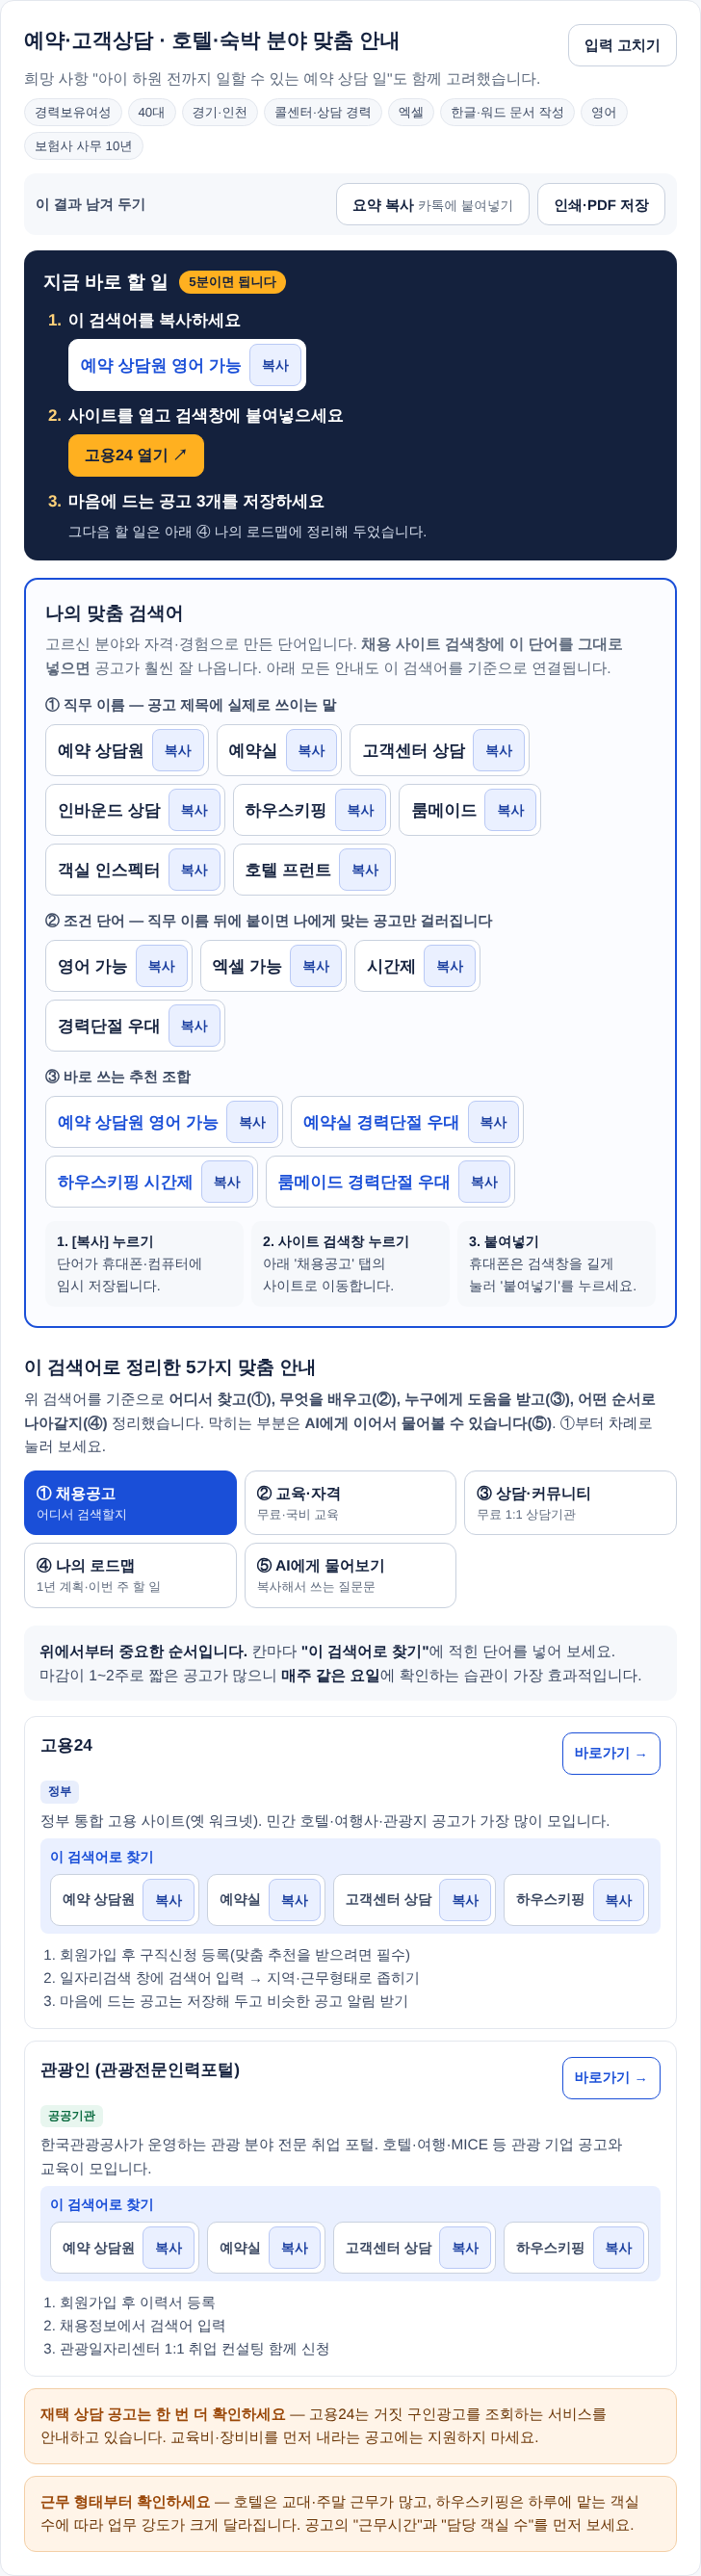 예약·고객상담 · 호텔·숙박 분야 맞춤 안내
입력 고치기
희망 사항 "아이 하원 전까지 일할 수 있는 예약 상담 일"도 함께 고려했습니다.
경력보유여성 40대 경기·인천 콜센터·상담 경력 엑셀 한글·워드 문서 작성 영어
보험사 사무 10년
이 결과 남겨 두기 요약 복사 카톡에 붙여넣기 인쇄·PDF 저장
지금 바로 할 일 5분이면 됩니다
1. 이 검색어를 복사하세요
예약 상담원 영어 가능 복사
2. 사이트를 열고 검색창에 붙여넣으세요
고용24 열기 ↗
3. 마음에 드는 공고 3개를 저장하세요
그다음 할 일은 아래 ④ 나의 로드맵에 정리해 두었습니다.
나의 맞춤 검색어
고르신 분야와 자격·경험으로 만든 단어입니다. 채용 사이트 검색창에 이 단어를 그대로
넣으면 공고가 훨씬 잘 나옵니다. 아래 모든 안내도 이 검색어를 기준으로 연결됩니다.
① 직무 이름 — 공고 제목에 실제로 쓰이는 말
예약 상담원 복사 예약실 복사 고객센터 상담 복사
인바운드 상담 복사 하우스키핑 복사 룸메이드 복사
객실 인스펙터 복사 호텔 프런트 복사
② 조건 단어 — 직무 이름 뒤에 붙이면 나에게 맞는 공고만 걸러집니다
영어 가능 복사 엑셀 가능 복사 시간제 복사
경력단절 우대 복사
③ 바로 쓰는 추천 조합
예약 상담원 영어 가능 복사 예약실 경력단절 우대 복사
하우스키핑 시간제 복사 룸메이드 경력단절 우대 복사
1. [복사] 누르기
단어가 휴대폰·컴퓨터에
임시 저장됩니다.
2. 사이트 검색창 누르기
아래 '채용공고' 탭의
사이트로 이동합니다.
3. 붙여넣기
휴대폰은 검색창을 길게
눌러 '붙여넣기'를 누르세요.
이 검색어로 정리한 5가지 맞춤 안내
위 검색어를 기준으로 어디서 찾고(①), 무엇을 배우고(②), 누구에게 도움을 받고(③), 어떤 순서로
나아갈지(④) 정리했습니다. 막히는 부분은 AI에게 이어서 물어볼 수 있습니다(⑤). ①부터 차례로
눌러 보세요.
① 채용공고
어디서 검색할지
② 교육·자격
무료·국비 교육
③ 상담·커뮤니티
무료 1:1 상담기관
④ 나의 로드맵
1년 계획·이번 주 할 일
⑤ AI에게 물어보기
복사해서 쓰는 질문문
위에서부터 중요한 순서입니다. 칸마다 "이 검색어로 찾기"에 적힌 단어를 넣어 보세요.
마감이 1~2주로 짧은 공고가 많으니 매주 같은 요일에 확인하는 습관이 가장 효과적입니다.
고용24
바로가기 →
정부
정부 통합 고용 사이트(옛 워크넷). 민간 호텔·여행사·관광지 공고가 가장 많이 모입니다.
이 검색어로 찾기
예약 상담원 복사 예약실 복사 고객센터 상담 복사 하우스키핑 복사
1. 회원가입 후 구직신청 등록(맞춤 추천을 받으려면 필수)
2. 일자리검색 창에 검색어 입력 → 지역·근무형태로 좁히기
3. 마음에 드는 공고는 저장해 두고 비슷한 공고 알림 받기
관광인 (관광전문인력포털)
바로가기 →
공공기관
한국관광공사가 운영하는 관광 분야 전문 취업 포털. 호텔·여행·MICE 등 관광 기업 공고와
교육이 모입니다.
이 검색어로 찾기
예약 상담원 복사 예약실 복사 고객센터 상담 복사 하우스키핑 복사
1. 회원가입 후 이력서 등록
2. 채용정보에서 검색어 입력
3. 관광일자리센터 1:1 취업 컨설팅 함께 신청
재택 상담 공고는 한 번 더 확인하세요 — 고용24는 거짓 구인광고를 조회하는 서비스를
안내하고 있습니다. 교육비·장비비를 먼저 내라는 공고에는 지원하지 마세요.
근무 형태부터 확인하세요 — 호텔은 교대·주말 근무가 많고, 하우스키핑은 하루에 맡는 객실
수에 따라 업무 강도가 크게 달라집니다. 공고의 "근무시간"과 "담당 객실 수"를 먼저 보세요.